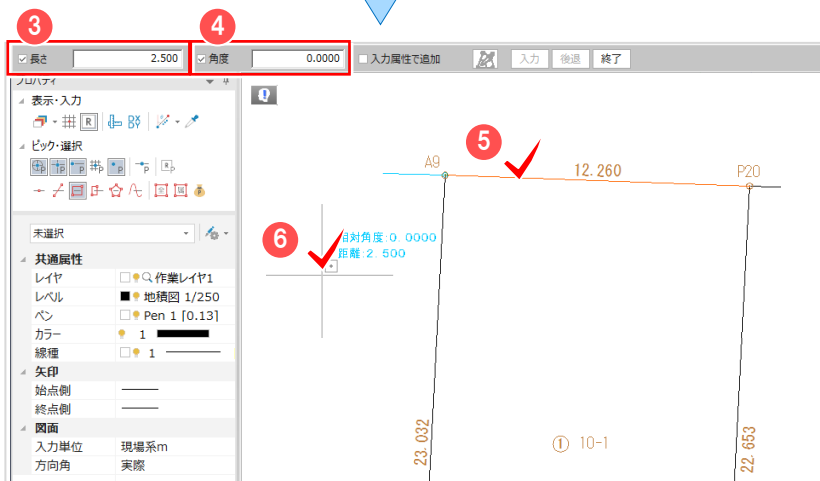 3
4
長さ 2.500 角度 0.0000 入力属性で追加 入力 後退 終了
プロパティ
表示・入力
R
ピック・選択
未選択
共通属性
レイヤ 作業レイヤ1
レベル 地積図 1/250
ペン Pen 1 [0.13]
カラー 1
線種 1
矢印
始点側
終点側
図面
入力単位 現場系m
方向角 実際
5
A9
12.260
P20
6
相対角度:0.0000
距離:2.500
23.032
① 10-1
22.653